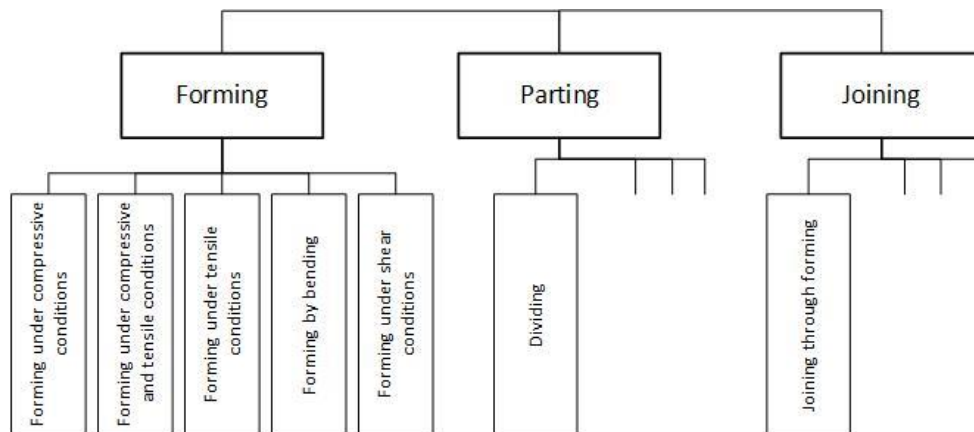 Forming
Parting
Joining
Forming under compressive
conditions
Forming under compressive
and tensile conditions
Forming under tensile
conditions
Forming by bending
Forming under shear
conditions
Dividing
Joining through forming